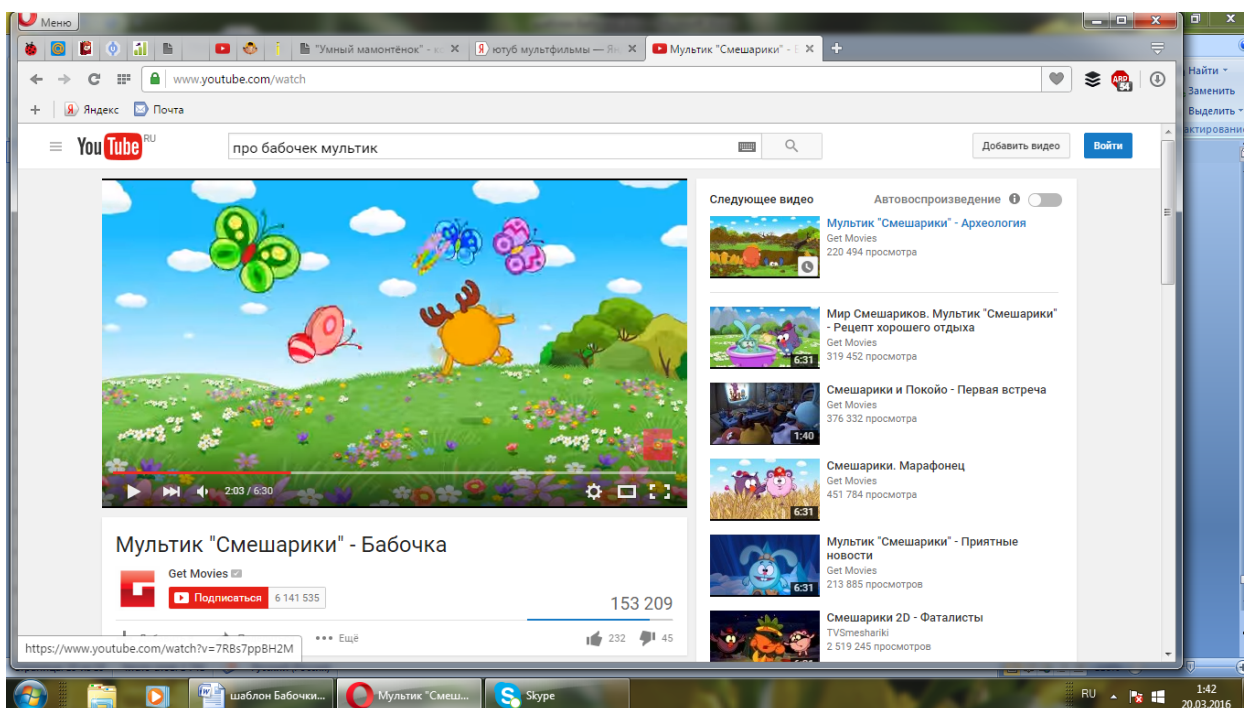 Меню
"Умный мамонтёнок" - к
ютуб мультфильмы — Ян
Мультик "Смешарики" - Б
www.youtube.com/watch
ABP
54
Яндекс
Почта
Найти
Заменить
Выделить
YouTube RU
про бабочек мультик
Добавить видео
Войти
2:03 / 6:30
Мультик "Смешарики" - Бабочка
Get Movies
Подписаться
6 141 535
153 209
Ещё
232
45
Следующее видео
Автовоспроизведение
Мультик "Смешарики" - Археология
Get Movies
220 494 просмотра
Мир Смешариков. Мультик "Смешарики"
- Рецепт хорошего отдыха
Get Movies
319 452 просмотра
6:31
Смешарики и Покойо - Первая встреча
Get Movies
376 332 просмотра
1:40
Смешарики. Марафонец
Get Movies
451 784 просмотра
6:31
Мультик "Смешарики" - Приятные
новости
Get Movies
213 885 просмотров
6:31
Смешарики 2D - Фаталисты
TVSmeshariki
2 519 245 просмотров
https://www.youtube.com/watch?v=7RBs7ppBH2M
шаблон Бабочки...
Мультик "Смеш...
Skype
RU
1:42
20.03.2016